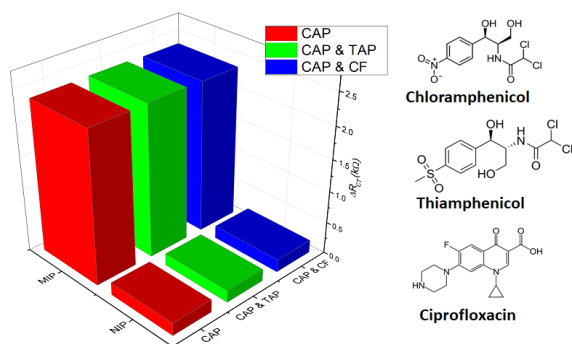 CAP
CAP & TAP
CAP & CF
2.5
2.0
1.5
1.0
0.5
0.0
ΔR_CT(kΩ)
MIP
NIP
CAP
CAP & TAP
CAP & CF
OH OH
Cl
HN
Cl
O
N+
O
O-
Chloramphenicol
OH
H
N
Cl
Cl
O
HO
S
O
O
Thiamphenicol
O O
F
OH
N
N
HN
Ciprofloxacin